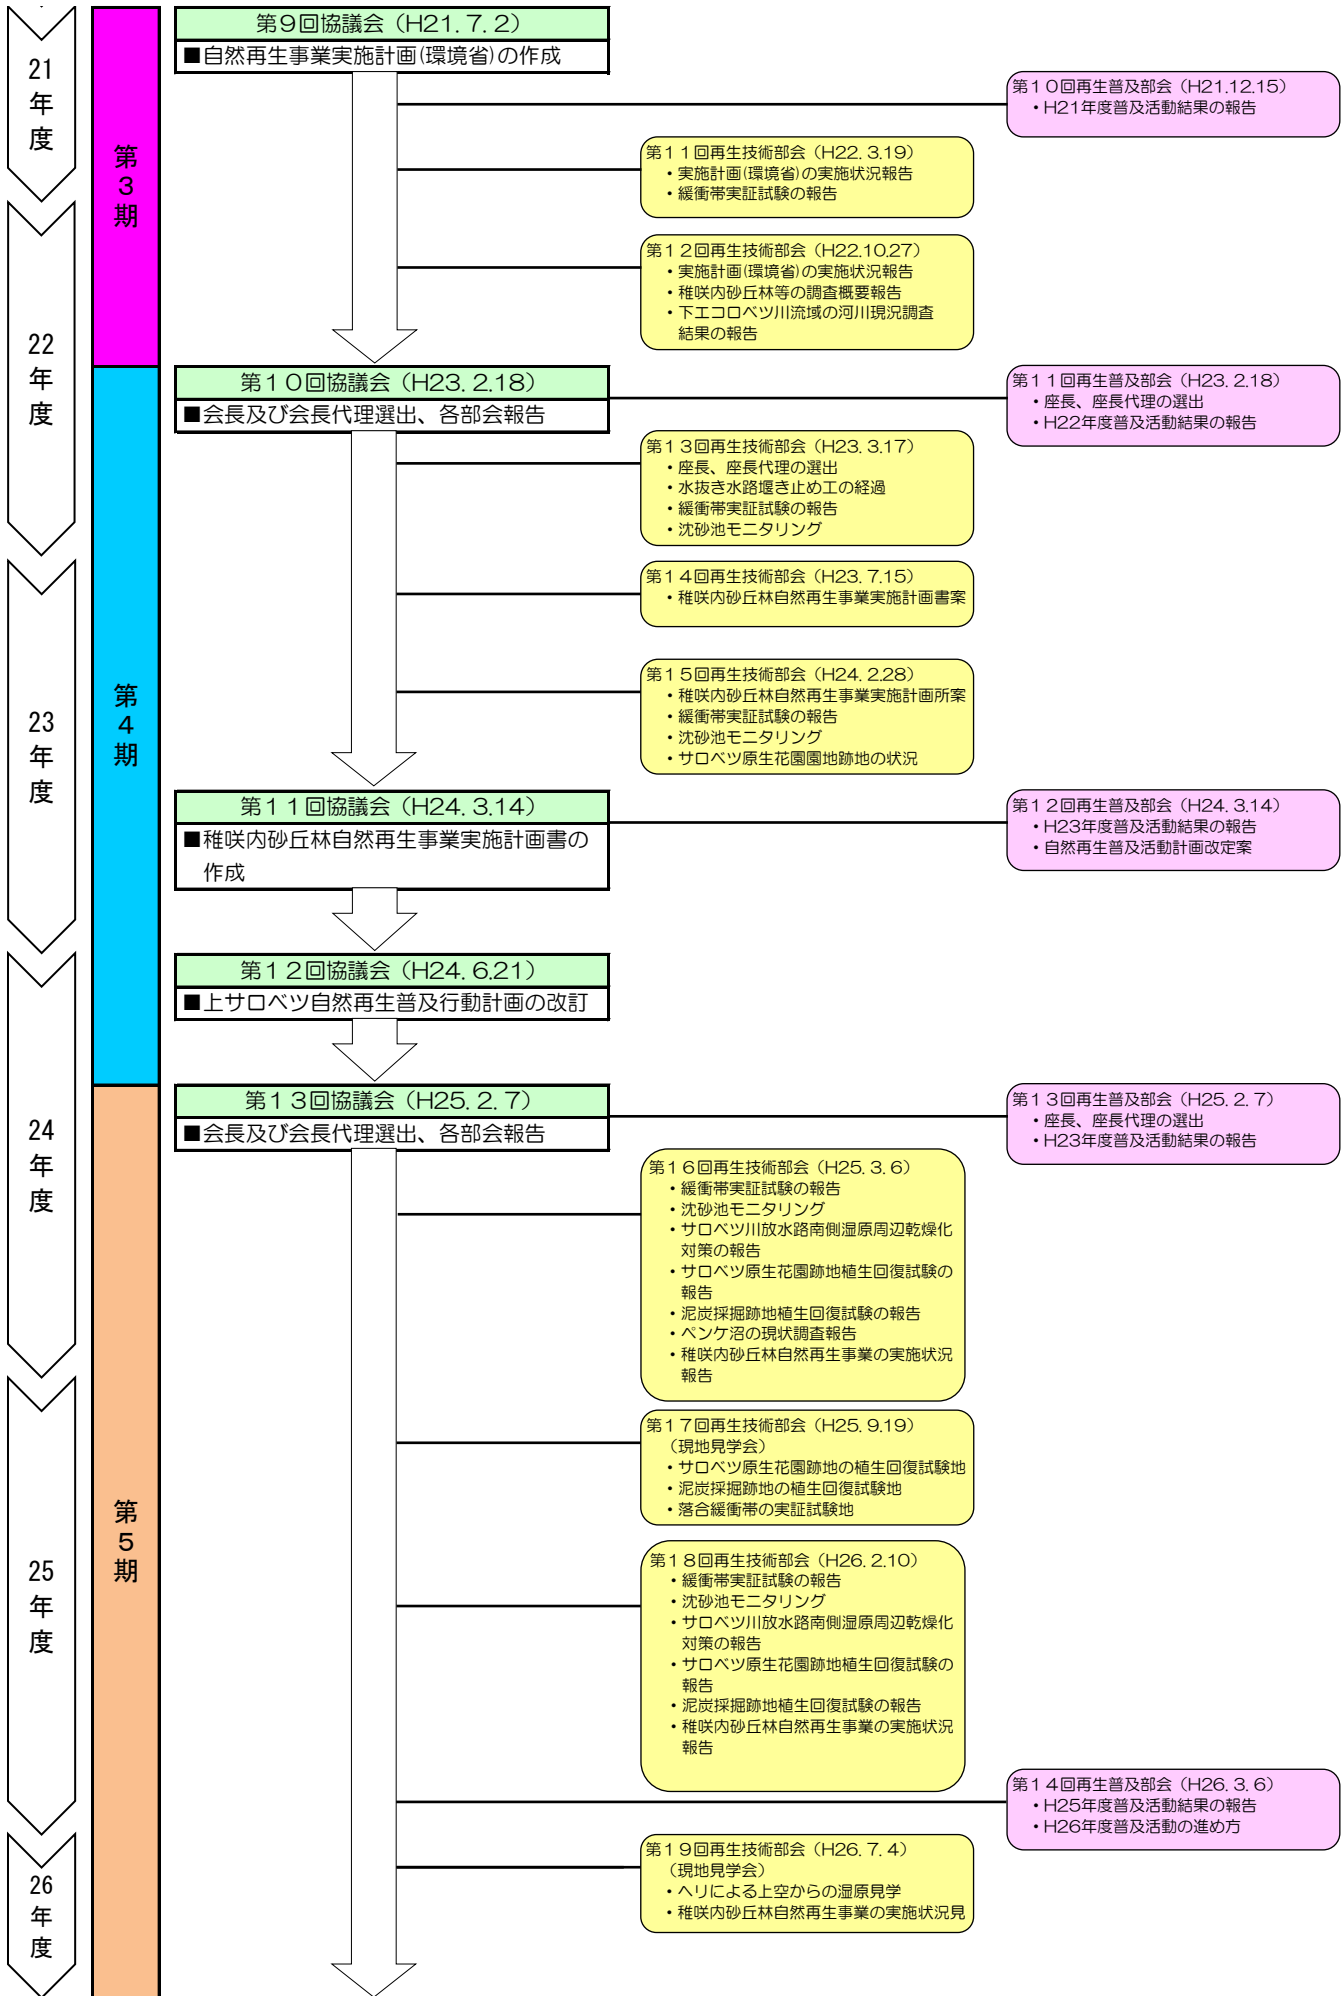 21
年
度
22
年
度
23
年
度
24
年
度
25
年
度
26
年
度
第
3
期
第
4
期
第
5
期
第9回協議会（H21.7.2）
■自然再生事業実施計画(環境省)の作成
第10回再生普及部会（H21.12.15）
・H21年度普及活動結果の報告
第11回再生技術部会（H22.3.19）
・実施計画(環境省)の実施状況報告
・緩衝帯実証試験の報告
第12回再生技術部会（H22.10.27）
・実施計画(環境省)の実施状況報告
・稚咲内砂丘林等の調査概要報告
・下エコロベツ川流域の河川現況調査
結果の報告
第10回協議会（H23.2.18）
■会長及び会長代理選出、各部会報告
第11回再生普及部会（H23.2.18）
・座長、座長代理の選出
・H22年度普及活動結果の報告
第13回再生技術部会（H23.3.17）
・座長、座長代理の選出
・水抜き水路堰き止め工の経過
・緩衝帯実証試験の報告
・沈砂池モニタリング
第14回再生技術部会（H23.7.15）
・稚咲内砂丘林自然再生事業実施計画書案
第15回再生技術部会（H24.2.28）
・稚咲内砂丘林自然再生事業実施計画所案
・緩衝帯実証試験の報告
・沈砂池モニタリング
・サロベツ原生花園園地跡地の状況
第11回協議会（H24.3.14）
■稚咲内砂丘林自然再生事業実施計画書の
作成
第12回再生普及部会（H24.3.14）
・H23年度普及活動結果の報告
・自然再生普及活動計画改定案
第12回協議会（H24.6.21）
■上サロベツ自然再生普及行動計画の改訂
第13回協議会（H25.2.7）
■会長及び会長代理選出、各部会報告
第13回再生普及部会（H25.2.7）
・座長、座長代理の選出
・H23年度普及活動結果の報告
第16回再生技術部会（H25.3.6）
・緩衝帯実証試験の報告
・沈砂池モニタリング
・サロベツ川放水路南側湿原周辺乾燥化
対策の報告
・サロベツ原生花園跡地植生回復試験の
報告
・泥炭採掘跡地植生回復試験の報告
・ペンケ沼の現状調査報告
・稚咲内砂丘林自然再生事業の実施状況
報告
第17回再生技術部会（H25.9.19）
（現地見学会）
・サロベツ原生花園跡地の植生回復試験地
・泥炭採掘跡地の植生回復試験地
・落合緩衝帯の実証試験地
第18回再生技術部会（H26.2.10）
・緩衝帯実証試験の報告
・沈砂池モニタリング
・サロベツ川放水路南側湿原周辺乾燥化
対策の報告
・サロベツ原生花園跡地植生回復試験の
報告
・泥炭採掘跡地植生回復試験の報告
・稚咲内砂丘林自然再生事業の実施状況
報告
第14回再生普及部会（H26.3.6）
・H25年度普及活動結果の報告
・H26年度普及活動の進め方
第19回再生技術部会（H26.7.4）
（現地見学会）
・ヘリによる上空からの湿原見学
・稚咲内砂丘林自然再生事業の実施状況見